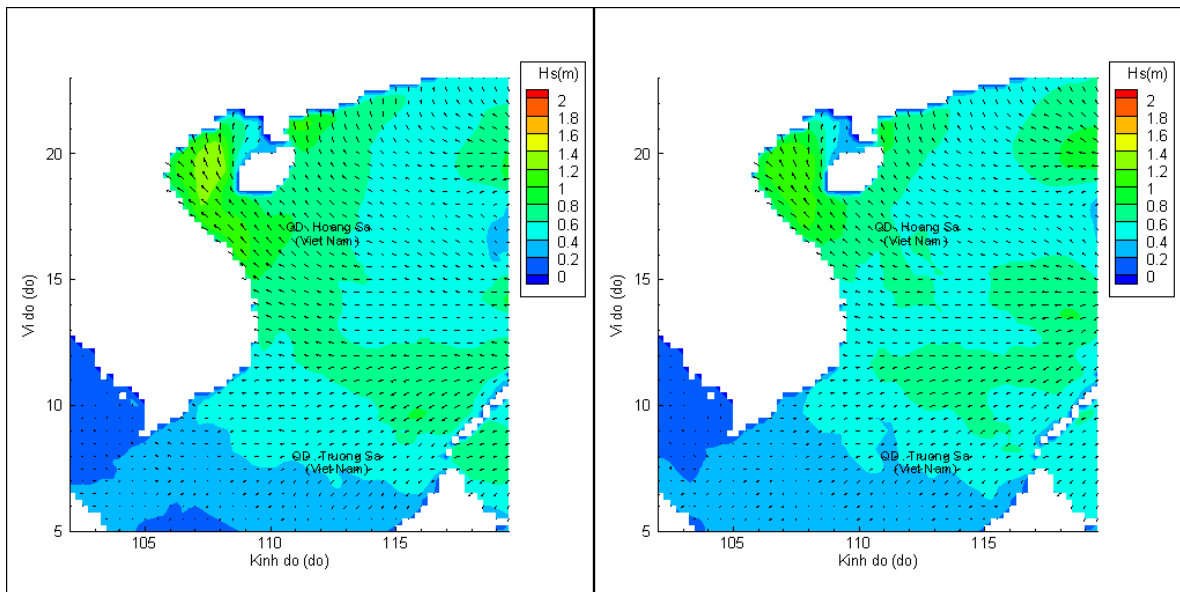 Hs(m)
2
1.8
1.6
1.4
1.2
1
0.8
0.6
0.4
0.2
0
20
15
10
5
Vi do (do)
QD . Hoang Sa
(Viet Nam)
QD . Truong Sa
(Viet Nam)
105
110
115
Kinh do (do)
Hs(m)
2
1.8
1.6
1.4
1.2
1
0.8
0.6
0.4
0.2
0
20
15
10
5
Vi do (do)
QD . Hoang Sa
(Viet Nam)
QD . Truong Sa
(Viet Nam)
105
110
115
Kinh do (do)